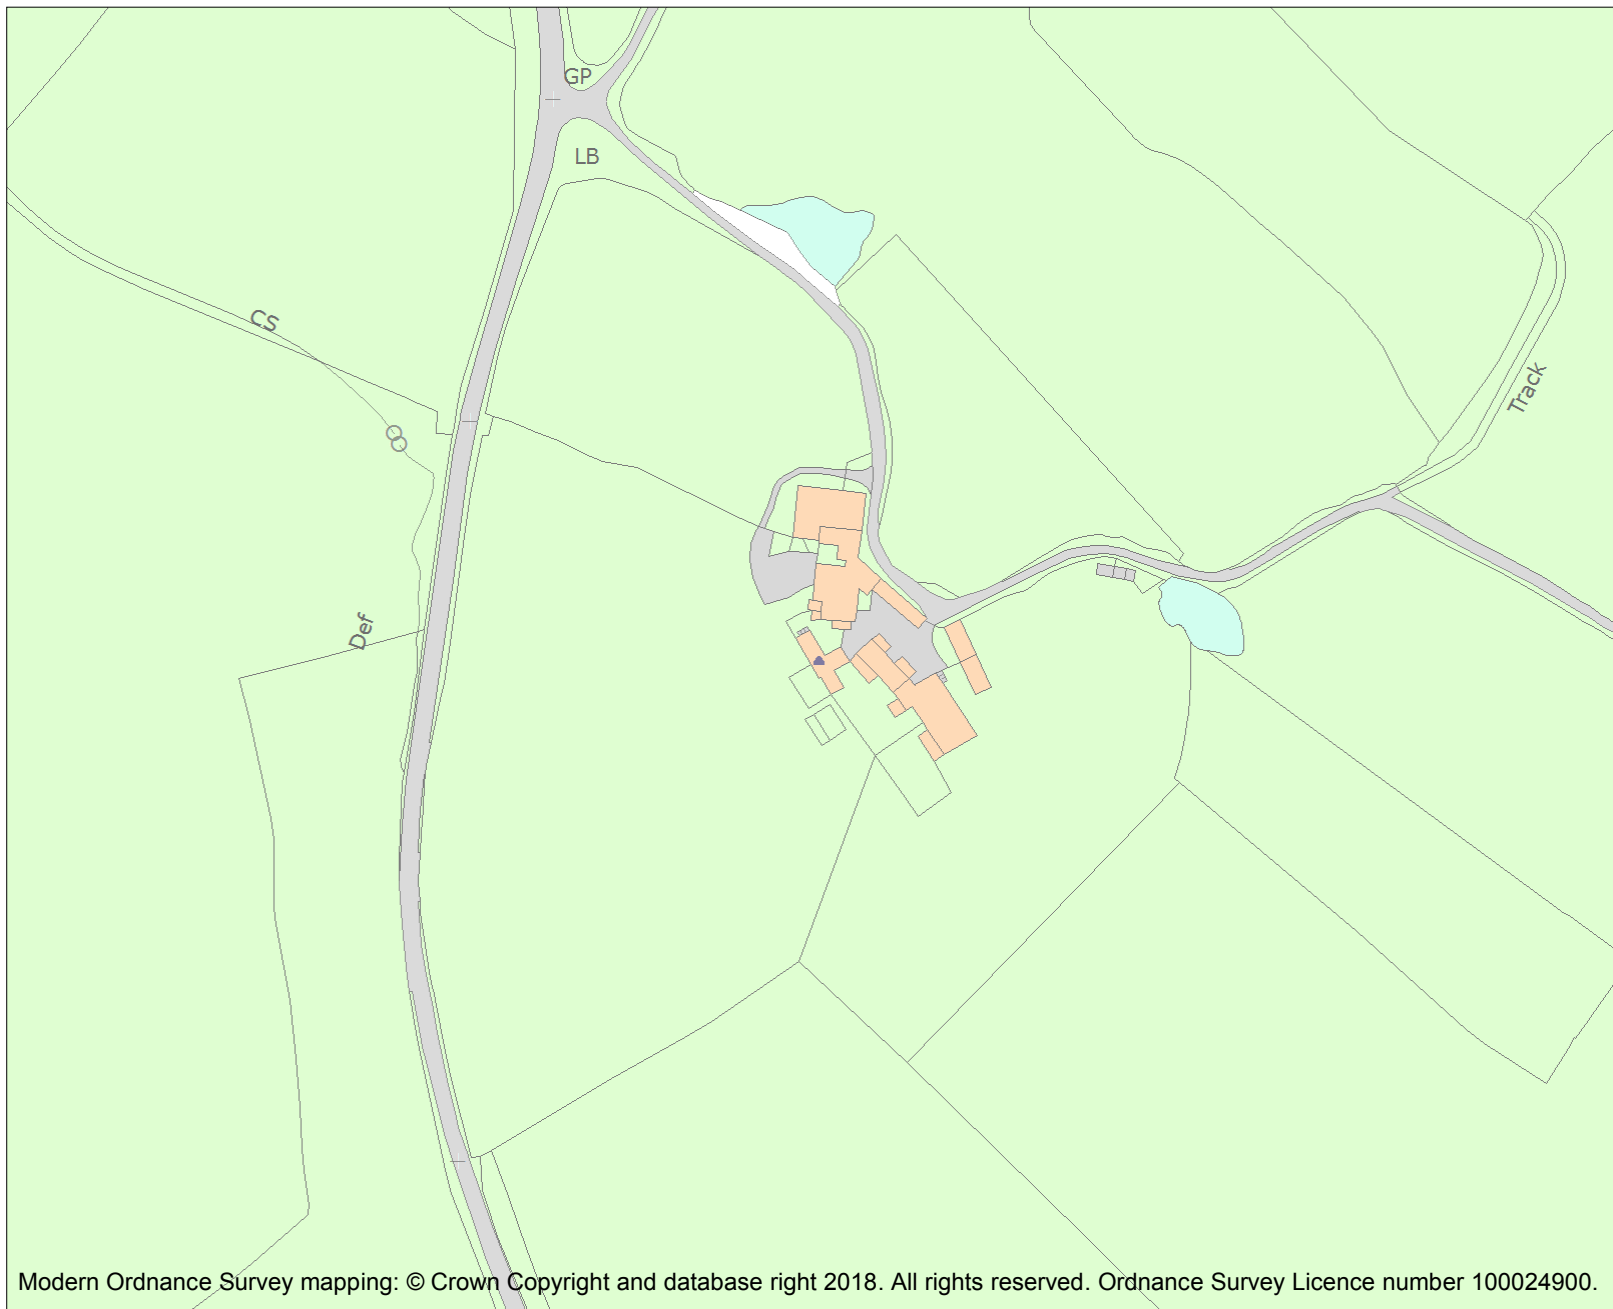 GP
LB
CS
Track
Def
Modern Ordnance Survey mapping: © Crown Copyright and database right 2018. All rights reserved. Ordnance Survey Licence number 100024900.